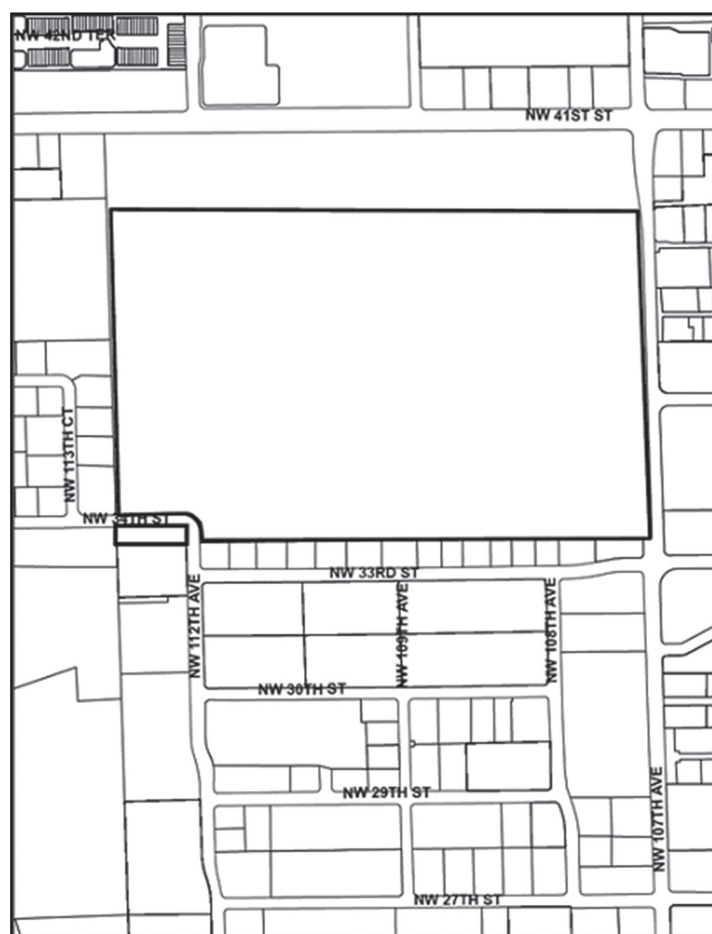 NW 42ND TER
NW 41ST ST
NW 113TH CT
NW 34TH ST
NW 33RD ST
NW 112TH AVE
NW 109TH AVE
NW 108TH AVE
NW 30TH ST
NW 29TH ST
NW 107TH AVE
NW 27TH ST